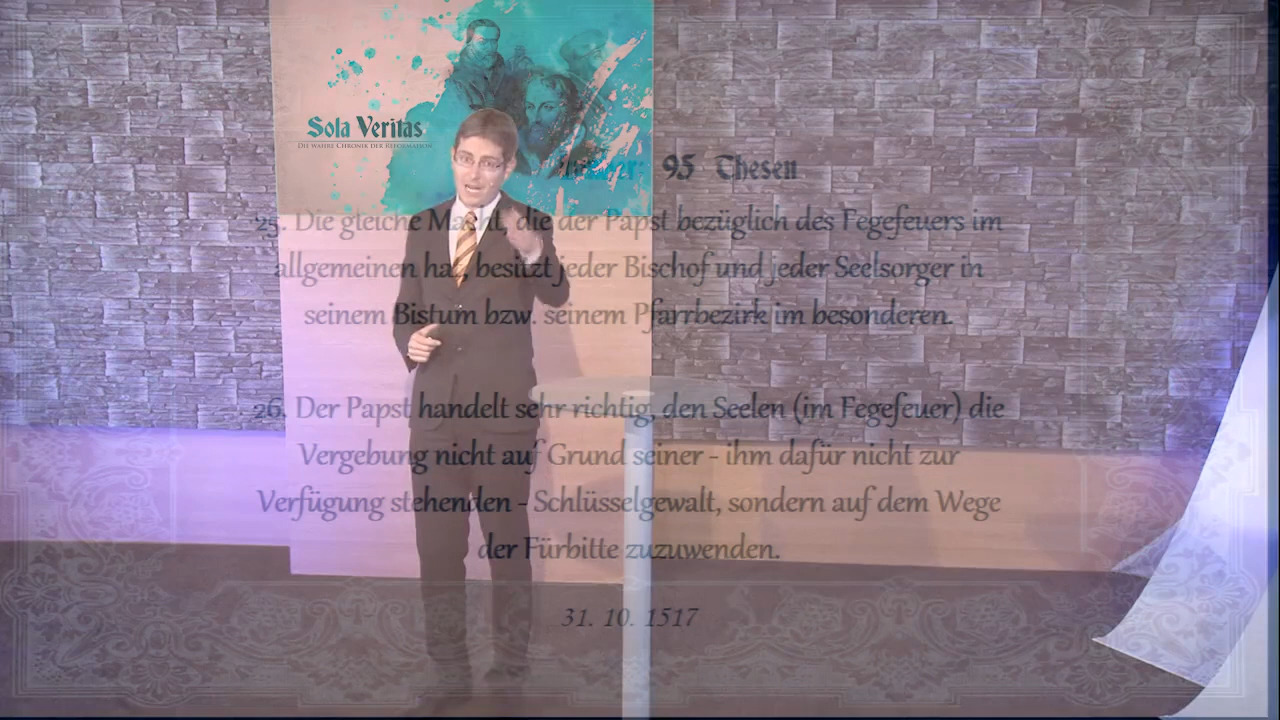 Sola Veritas
DIE WAHRE CHRONIK DER REFORMATION
95 Thesen
25. Die gleiche Macht, die der Papst bezüglich des Fegefeuers im
allgemeinen hat, besitzt jeder Bischof und jeder Seelsorger in
seinem Bistum bzw. seinem Pfarrbezirk im besonderen.
26. Der Papst handelt sehr richtig, den Seelen (im Fegefeuer) die
Vergebung nicht auf Grund seiner - ihm dafür nicht zur
Verfügung stehenden - Schlüsselgewalt, sondern auf dem Wege
der Fürbitte zuzuwenden.
31. 10. 1517